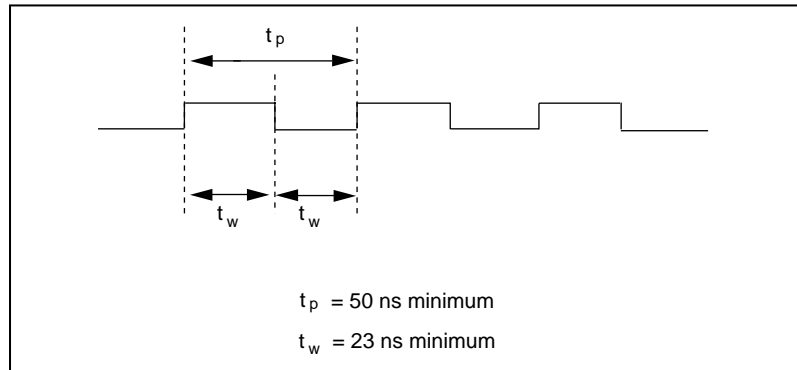 t p
t w t w
t p = 50 ns minimum
t w = 23 ns minimum